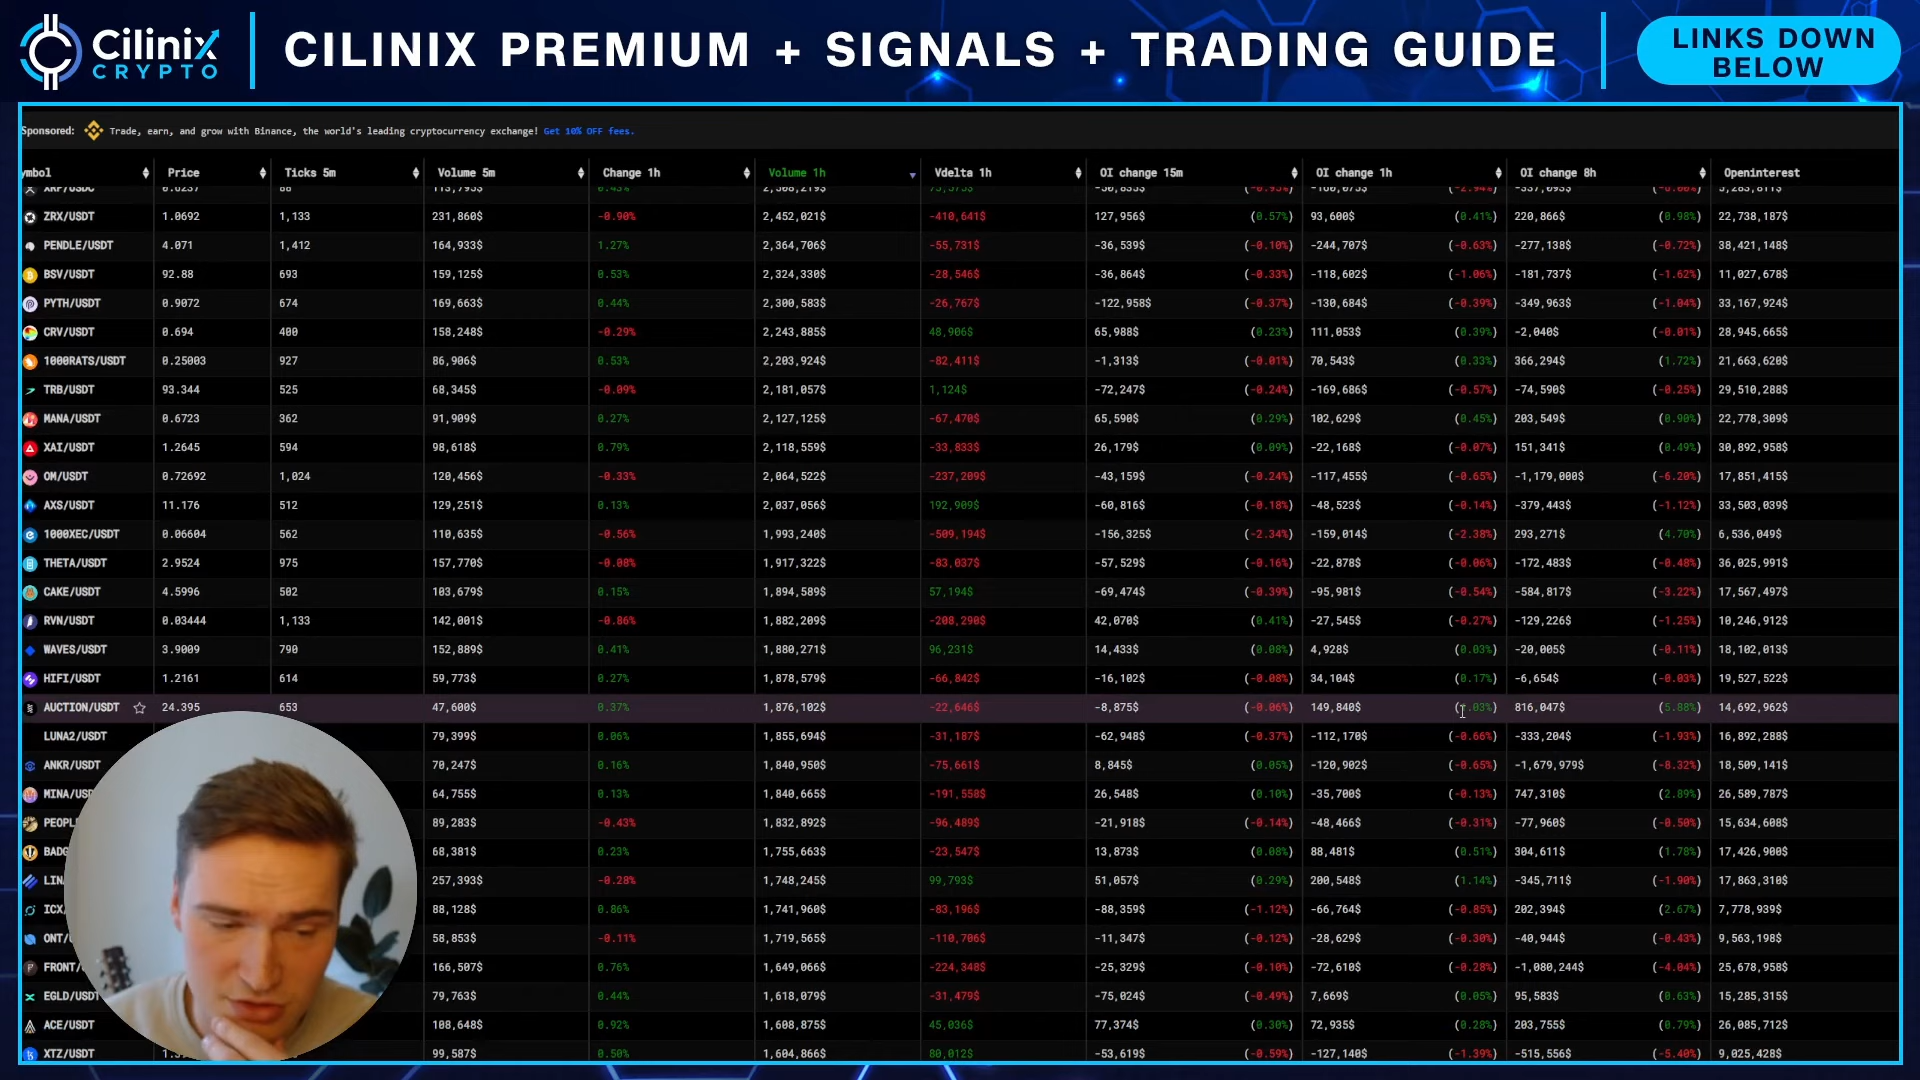 Cilinix CRYPTO
CILINIX PREMIUM + SIGNALS + TRADING GUIDE
LINKS DOWN BELOW
Sponsored: Trade, earn, and grow with Binance, the world's leading cryptocurrency exchange! Get 10% OFF fees.
ymbol Price Ticks 5m Volume 5m Change 1h Volume 1h Vdelta 1h OI change 15m OI change 1h OI change 8h Openinterest
ZRX/USDT 1.0692 1,133 231,860$ -0.90% 2,452,021$ -410,641$ 127,956$ (0.57%) 93,600$ (0.41%) 220,866$ (0.98%) 22,738,187$
PENDLE/USDT 4.071 1,412 164,933$ 1.27% 2,364,706$ -55,731$ -36,539$ (-0.10%) -244,707$ (-0.63%) -277,138$ (-0.72%) 38,421,148$
BSV/USDT 92.88 693 159,125$ 0.53% 2,324,330$ -28,546$ -36,864$ (-0.33%) -118,602$ (-1.06%) -181,737$ (-1.62%) 11,027,678$
PYTH/USDT 0.9072 674 169,663$ 0.44% 2,300,583$ -26,767$ -122,958$ (-0.37%) -130,684$ (-0.39%) -349,963$ (-1.04%) 33,167,924$
CRV/USDT 0.694 400 158,248$ -0.29% 2,243,885$ 48,906$ 65,988$ (0.23%) 111,053$ (0.39%) -2,040$ (-0.01%) 28,945,665$
1000RATS/USDT 0.25003 927 86,906$ 0.53% 2,203,924$ -82,411$ -1,313$ (-0.01%) 70,543$ (0.33%) 366,294$ (1.72%) 21,663,620$
TRB/USDT 93.344 525 68,345$ -0.09% 2,181,057$ 1,124$ -72,247$ (-0.24%) -169,686$ (-0.57%) -74,590$ (-0.25%) 29,510,288$
MANA/USDT 0.6723 362 91,909$ 0.27% 2,127,125$ -67,470$ 65,590$ (0.29%) 102,629$ (0.45%) 203,549$ (0.90%) 22,778,309$
XAI/USDT 1.2645 594 98,618$ 0.79% 2,118,559$ -33,833$ 26,179$ (0.09%) -22,168$ (-0.07%) 151,341$ (0.49%) 30,892,958$
OM/USDT 0.72692 1,024 120,456$ -0.33% 2,064,522$ -237,209$ -43,159$ (-0.24%) -117,455$ (-0.65%) -1,179,000$ (-6.20%) 17,851,415$
AXS/USDT 11.176 512 129,251$ 0.13% 2,037,056$ 192,909$ -60,816$ (-0.18%) -48,523$ (-0.14%) -379,443$ (-1.12%) 33,503,039$
1000XEC/USDT 0.06604 562 110,635$ -0.56% 1,993,240$ -509,194$ -156,325$ (-2.34%) -159,014$ (-2.38%) 293,271$ (4.70%) 6,536,049$
THETA/USDT 2.9524 975 157,770$ -0.08% 1,917,322$ -83,037$ -57,529$ (-0.16%) -22,878$ (-0.06%) -172,483$ (-0.48%) 36,025,991$
CAKE/USDT 4.5996 502 103,679$ 0.15% 1,894,589$ 57,194$ -69,474$ (-0.39%) -95,981$ (-0.54%) -584,817$ (-3.22%) 17,567,497$
RVN/USDT 0.03444 1,133 142,001$ -0.86% 1,882,209$ -208,290$ 42,070$ (0.41%) -27,545$ (-0.27%) -129,226$ (-1.25%) 10,246,912$
WAVES/USDT 3.9009 790 152,889$ 0.41% 1,880,271$ 96,231$ 14,433$ (0.08%) 4,928$ (0.03%) -20,005$ (-0.11%) 18,102,013$
HIFI/USDT 1.2161 614 59,773$ 0.27% 1,878,579$ -66,842$ -16,102$ (-0.08%) 34,104$ (0.17%) -6,654$ (-0.03%) 19,527,522$
AUCTION/USDT 24.395 653 47,600$ 0.37% 1,876,102$ -22,646$ -8,875$ (-0.06%) 149,840$ .03%) 816,047$ (5.88%) 14,692,962$
LUNA2/USDT 79,399$ 0.06% 1,855,694$ -31,187$ -62,948$ (-0.37%) -112,170$ (-0.66%) -333,204$ (-1.93%) 16,892,288$
ANKR/USDT 70,247$ 0.16% 1,840,950$ -75,661$ 8,845$ (0.05%) -120,902$ (-0.65%) -1,679,979$ (-8.32%) 18,509,141$
MINA/USD 64,755$ 0.13% 1,840,665$ -191,558$ 26,548$ (0.10%) -35,700$ (-0.13%) 747,310$ (2.89%) 26,589,787$
PEOPL 89,283$ -0.43% 1,832,892$ -96,489$ -21,918$ (-0.14%) -48,466$ (-0.31%) -77,960$ (-0.50%) 15,634,608$
BADG 68,381$ 0.23% 1,755,663$ -23,547$ 13,873$ (0.08%) 88,481$ (0.51%) 304,611$ (1.78%) 17,426,900$
LIN 257,393$ -0.28% 1,748,245$ 99,793$ 51,057$ (0.29%) 200,548$ (1.14%) -345,711$ (-1.90%) 17,863,310$
ICX 88,128$ 0.86% 1,741,960$ -83,196$ -88,359$ (-1.12%) -66,764$ (-0.85%) 202,394$ (2.67%) 7,778,939$
ONT/U 58,853$ -0.11% 1,719,565$ -110,706$ -11,347$ (-0.12%) -28,629$ (-0.30%) -40,944$ (-0.43%) 9,563,198$
FRONT/ 166,507$ 0.76% 1,649,066$ -224,348$ -25,329$ (-0.10%) -72,610$ (-0.28%) -1,080,244$ (-4.04%) 25,678,958$
EGLD/USDT 79,763$ 0.44% 1,618,079$ -31,479$ -75,024$ (-0.49%) 7,669$ (0.05%) 95,583$ (0.63%) 15,285,315$
ACE/USDT 108,648$ 0.92% 1,608,875$ 45,036$ 77,374$ (0.30%) 72,935$ (0.28%) 203,755$ (0.79%) 26,085,712$
XTZ/USDT 99,587$ 0.50% 1,604,866$ 80,012$ -53,619$ (-0.59%) -127,140$ (-1.39%) -515,556$ (-5.40%) 9,025,428$